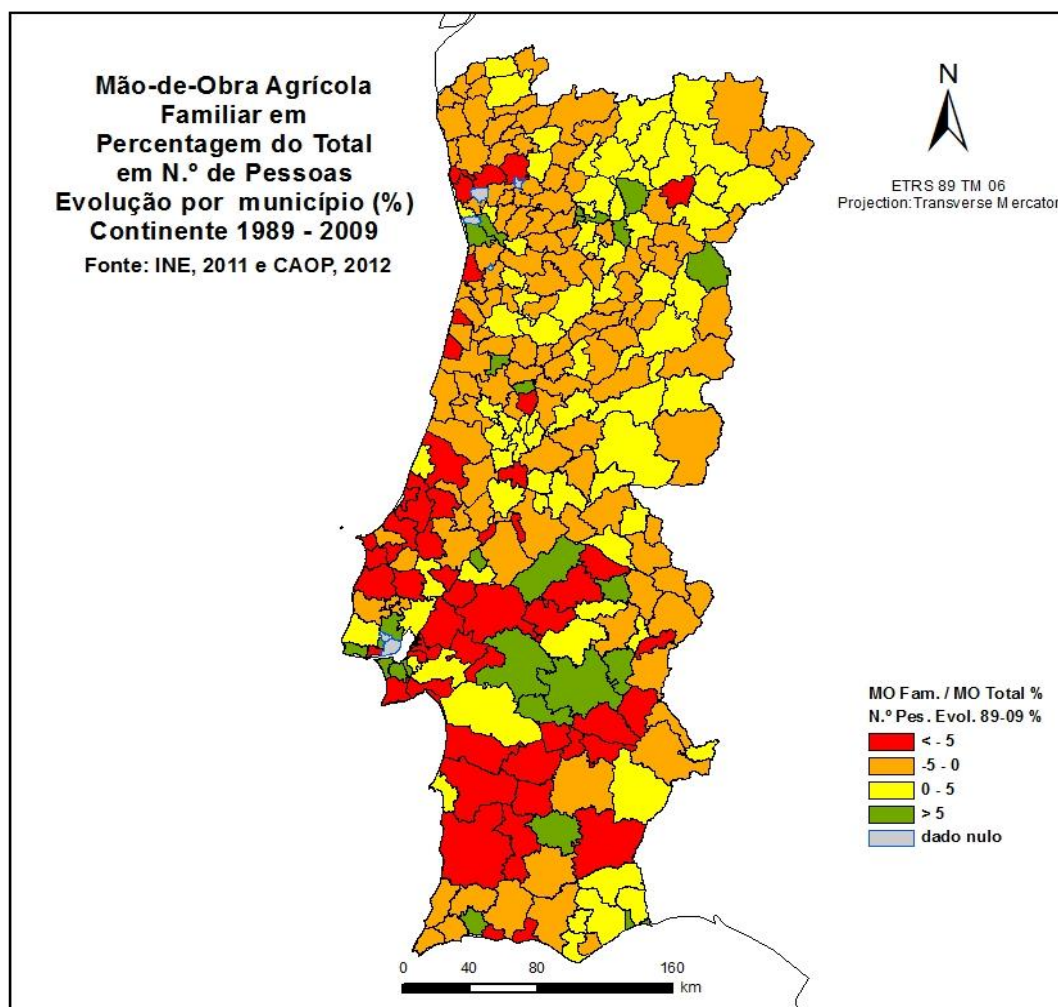 Mão-de-Obra Agrícola
Familiar em
Percentagem do Total
em N.º de Pessoas
Evolução por município (%)
Continente 1989 - 2009
Fonte: INE, 2011 e CAOP, 2012
N
ETRS 89 TM 06
Projection: Transverse Mercator
MO Fam. / MO Total %
N.º Pes. Evol. 89-09 %
< - 5
-5 - 0
0 - 5
> 5
dado nulo
0 40 80 160
km